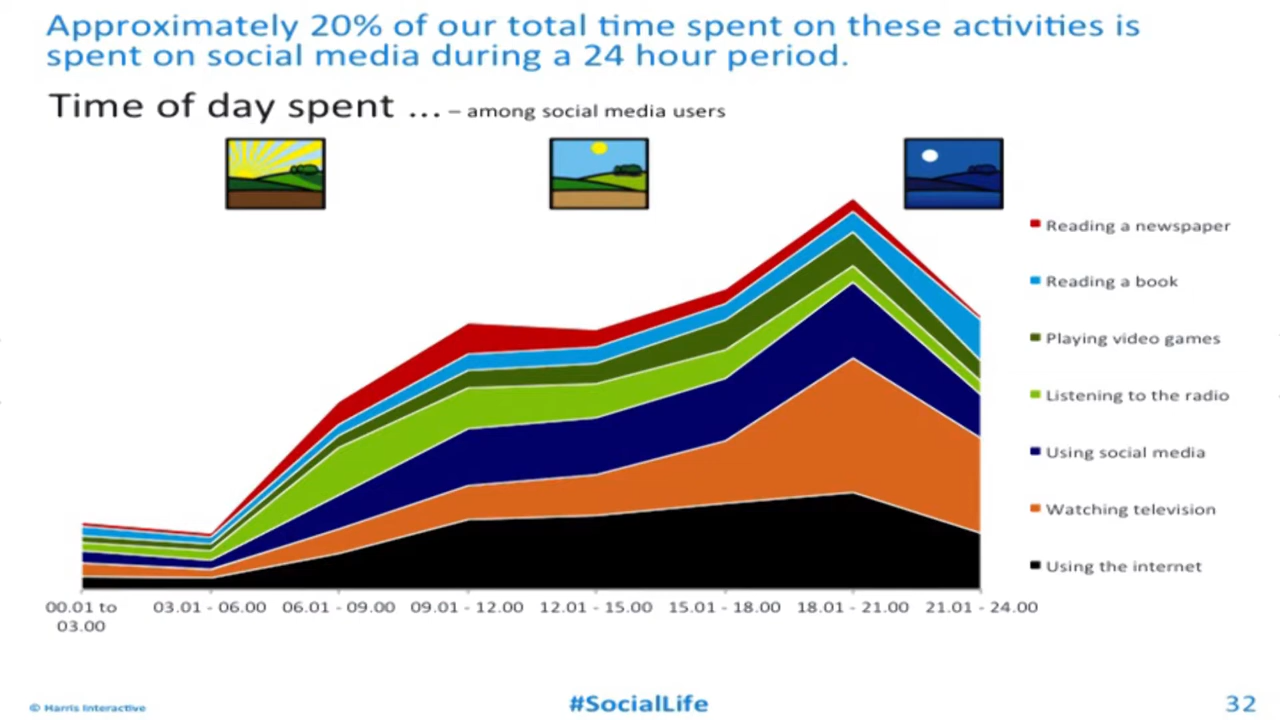 Approximately 20% of our total time spent on these activities is
spent on social media during a 24 hour period.
Time of day spent ... – among social media users
Reading a newspaper
Reading a book
Playing video games
Listening to the radio
Using social media
Watching television
Using the internet
00.01 to
03.00
03.01 - 06.00
06.01 - 09.00
09.01 - 12.00
12.01 - 15.00
15.01 - 18.00
18.01 - 21.00
21.01 - 24.00
© Harris Interactive
#SocialLife
32